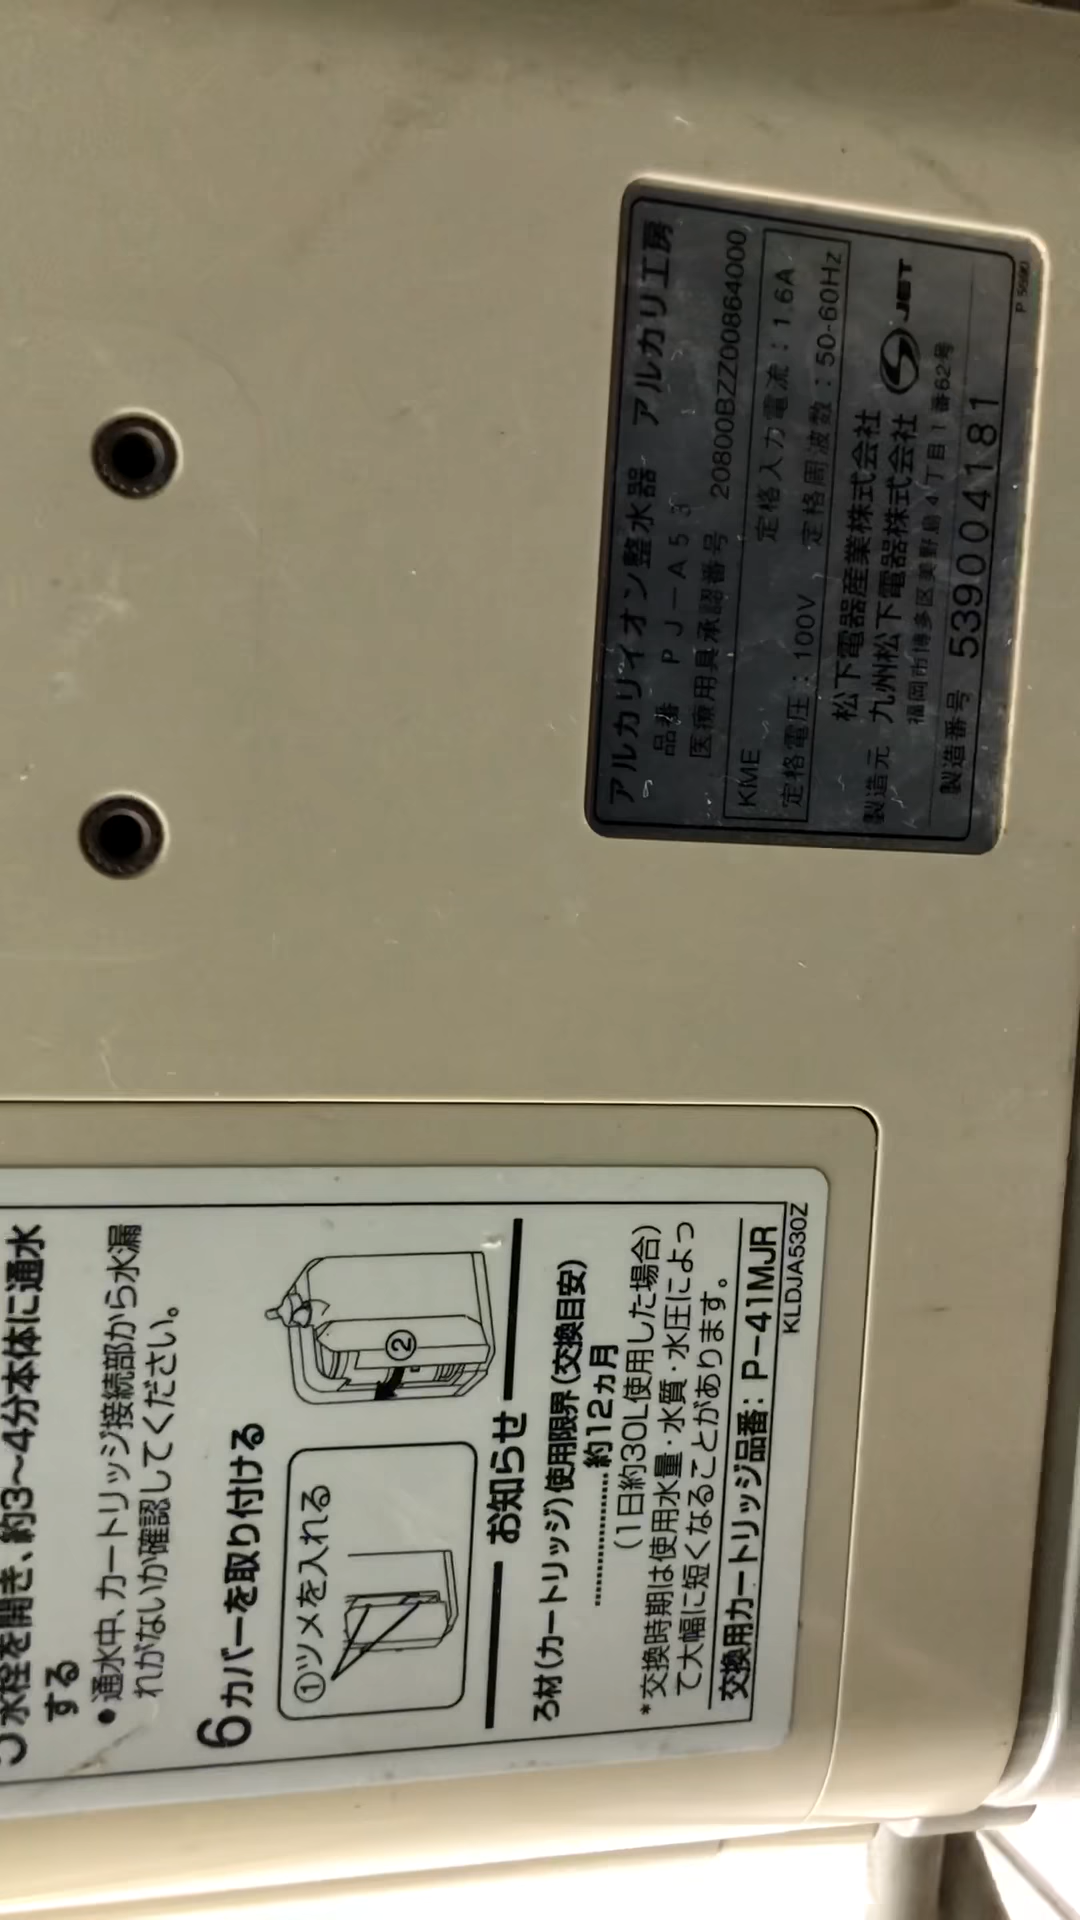 アルカリイオン整水器 アルカリ工房
品番 PJ-A53
医療用具承認番号 20800BZZ00864000
KME 定格入力電流:1.6A
定格電圧:100V 定格周波数:50-60Hz
松下電器産業株式会社
製造元 九州松下電器株式会社 JET
福岡市博多区美野島4丁目1番62号
製造番号 539004181
水栓を開き、約3~4分本体に通水
する
●通水中、カートリッジ接続部から水漏
れがないか確認してください。
6カバーを取り付ける
①ツメを入れる
②
お知らせ
ろ材(カートリッジ)使用限界(交換目安)
……………約12ヵ月
(1日約30L使用した場合)
*交換時期は使用水量・水質・水圧によっ
て大幅に短くなることがあります。
交換用カートリッジ品番:P-41MJR
KLDJA530Z